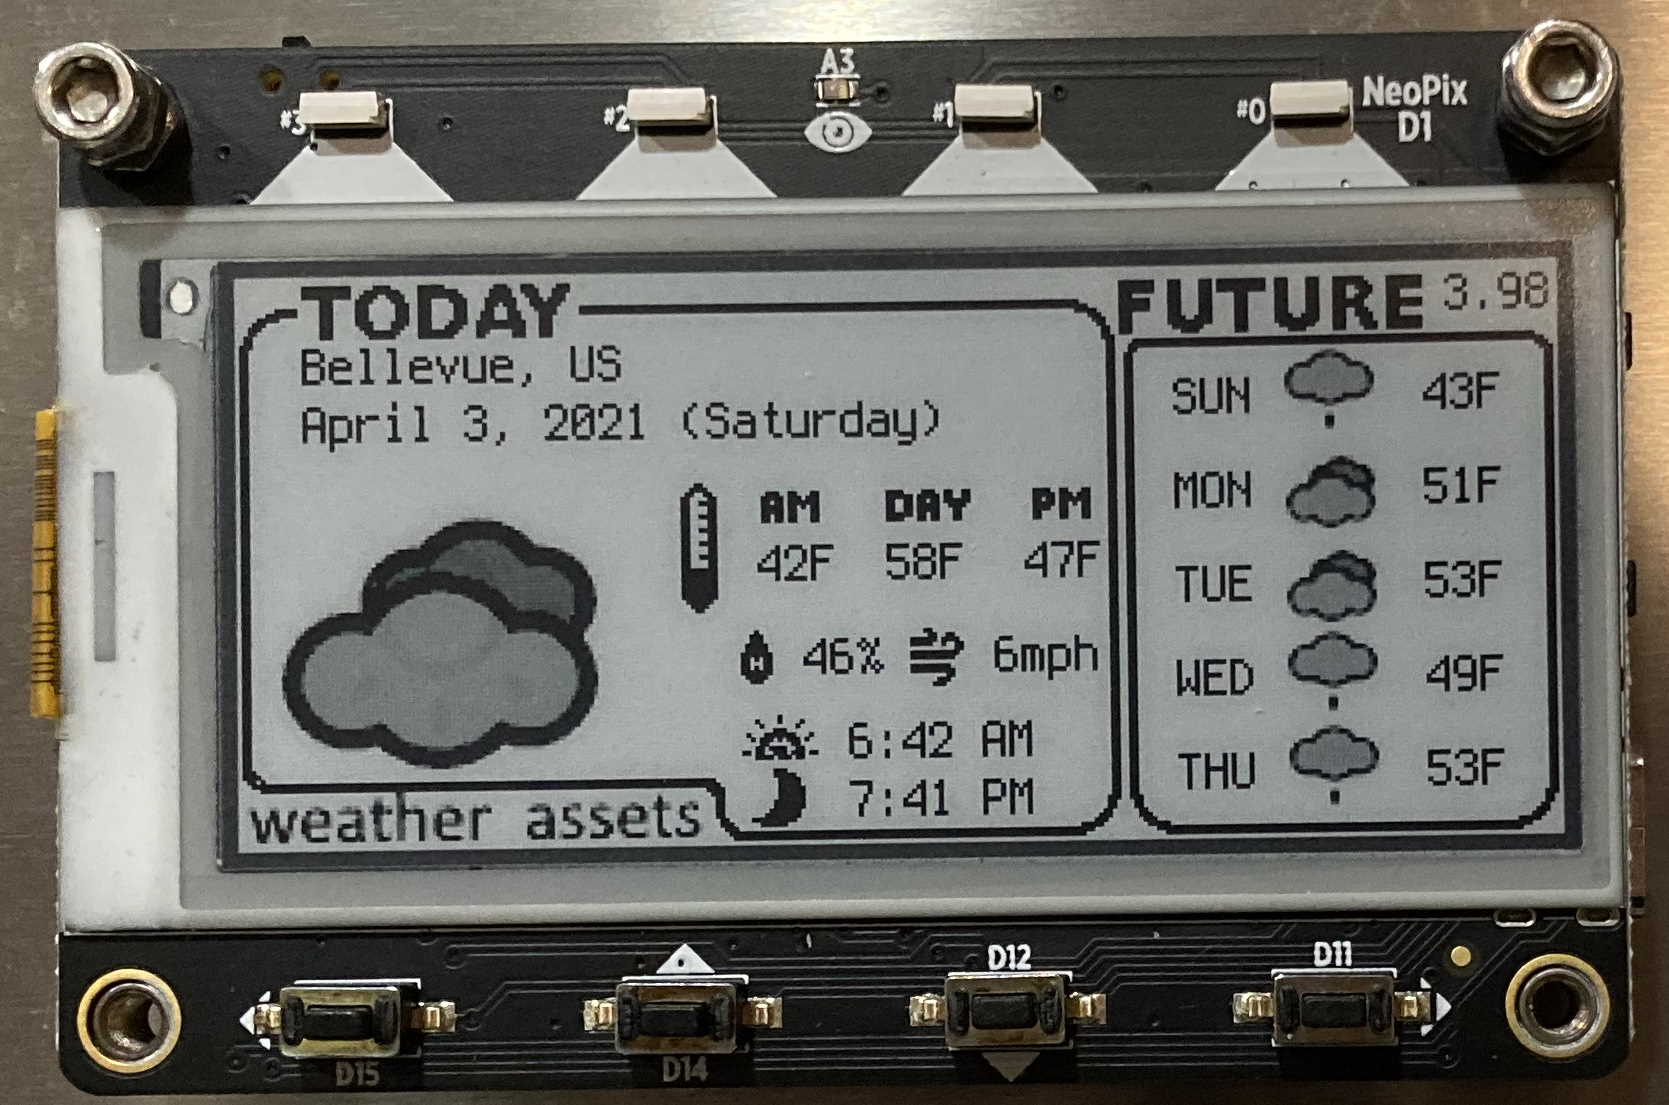 A3
#3
#2
#1
#0
NeoPix
D1
TODAY
FUTURE 3.98
Bellevue, US
April 3, 2021 (Saturday)
AM DAY PM
42F 58F 47F
H 46% 6mph
6:42 AM
7:41 PM
weather assets
SUN 43F
MON 51F
TUE 53F
WED 49F
THU 53F
D15
D14
D12
D11